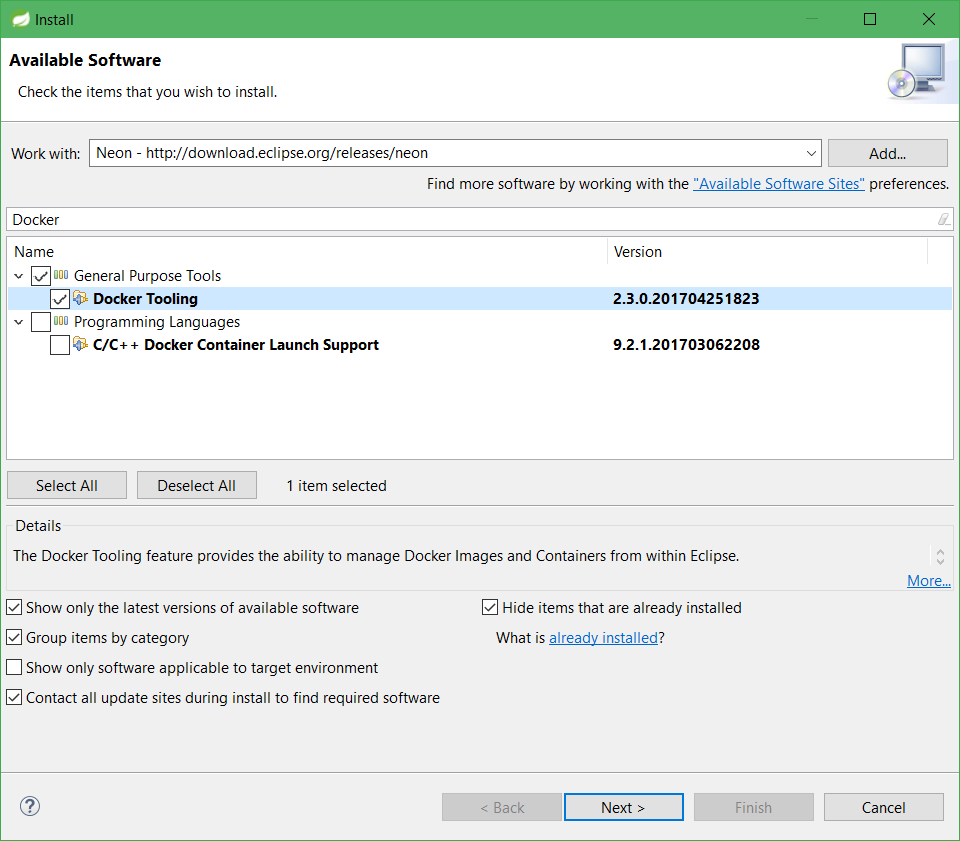 Install
Available Software
Check the items that you wish to install.
Work with: Neon - http://download.eclipse.org/releases/neon Add...
Find more software by working with the "Available Software Sites" preferences.
Docker
Name Version
General Purpose Tools
Docker Tooling 2.3.0.201704251823
Programming Languages
C/C++ Docker Container Launch Support 9.2.1.201703062208
Select All Deselect All 1 item selected
Details
The Docker Tooling feature provides the ability to manage Docker Images and Containers from within Eclipse.
More...
Show only the latest versions of available software Hide items that are already installed
Group items by category What is already installed?
Show only software applicable to target environment
Contact all update sites during install to find required software
? < Back Next > Finish Cancel